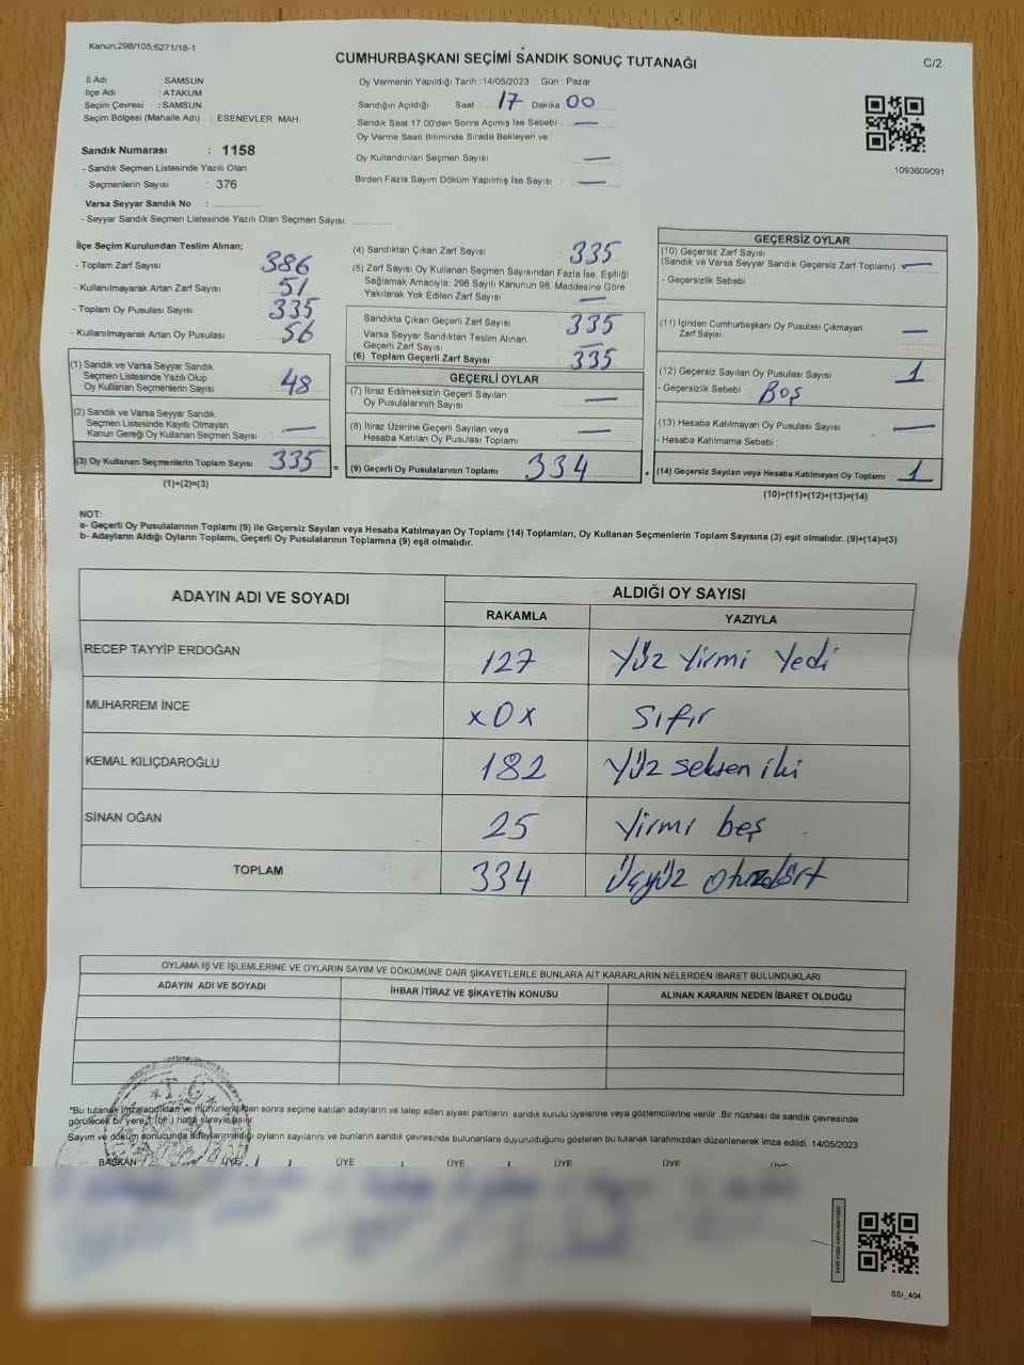 Kanun;298/105;6271/18-1
CUMHURBAŞKANI SEÇİMİ SANDIK SONUÇ TUTANAĞI
C/2
İl Adı : SAMSUN
İlçe Adı : ATAKUM
Seçim Çevresi : SAMSUN
Seçim Bölgesi (Mahalle Adı) : ESENEVLER MAH.
Oy Vermenin Yapıldığı Tarih : 14/05/2023 Gün : Pazar
Sandığın Açıldığı Saat : 17 Dakika 00
Sandık Saat 17.00'den Sonra Açımış İse Sebebi : —
Oy Verme Saati Bitiminde Sırada Bekleyen ve
Oy Kullandırılan Seçmen Sayısı : —
Birden Fazla Sayım Döküm Yapılmış İse Sayısı : —
1093609091
Sandık Numarası : 1158
- Sandık Seçmen Listesinde Yazılı Olan
Seçmenlerin Sayısı : 376
Varsa Seyyar Sandık No :
- Seyyar Sandık Seçmen Listesinde Yazılı Olan Seçmen Sayısı:
İlçe Seçim Kurulundan Teslim Alınan;
- Toplam Zarf Sayısı 386
- Kullanılmayarak Artan Zarf Sayısı 51
- Toplam Oy Pusulası Sayısı 335
- Kullanılmayarak Artan Oy Pusulası 56
(1) Sandık ve Varsa Seyyar Sandık
Seçmen Listesinde Yazılı Olup
Oy Kullanan Seçmenlerin Sayısı 48
(2) Sandık ve Varsa Seyyar Sandık
Seçmen Listesinde Kayıtlı Olmayan
Kanun Gereği Oy Kullanan Seçmen Sayısı —
(3) Oy Kullanan Seçmenlerin Toplam Sayısı 335 =
(1)+(2)=(3)
(4) Sandıktan Çıkan Zarf Sayısı 335
(5) Zarf Sayısı Oy Kullanan Seçmen Sayısından Fazla İse, Eşitliği
Sağlamak Amacıyla, 298 Sayılı Kanunun 98. Maddesine Göre
Yakılarak Yok Edilen Zarf Sayısı —
Sandıkta Çıkan Geçerli Zarf Sayısı 335
Varsa Seyyar Sandıktan Teslim Alınan
Geçerli Zarf Sayısı —
(6) Toplam Geçerli Zarf Sayısı 335
GEÇERLİ OYLAR
(7) İtiraz Edilmeksizin Geçerli Sayılan
Oy Pusulalarının Sayısı —
(8) İtiraz Üzerine Geçerli Sayılan veya
Hesaba Katılan Oy Pusulası Toplamı —
(9) Geçerli Oy Pusulalarının Toplamı 334 +
GEÇERSİZ OYLAR
(10) Geçersiz Zarf Sayısı
(Sandık ve Varsa Seyyar Sandık Geçersiz Zarf Toplamı) : —
- Geçersizlik Sebebi :
(11) İçinden Cumhurbaşkanı Oy Pusulası Çıkmayan
Zarf Sayısı —
(12) Geçersiz Sayılan Oy Pusulası Sayısı 1
- Geçersizlik Sebebi : Boş
(13) Hesaba Katılmayan Oy Pusulası Sayısı —
- Hesaba Katılmama Sebebi :
(14) Geçersiz Sayılan veya Hesaba Katılmayan Oy Toplamı 1
(10)+(11)+(12)+(13)=(14)
NOT:
a- Geçerli Oy Pusulalarının Toplamı (9) ile Geçersiz Sayılan veya Hesaba Katılmayan Oy Toplamı (14) Toplamları, Oy Kullanan Seçmenlerin Toplam Sayısına (3) eşit olmalıdır. (9)+(14)=(3)
b- Adayların Aldığı Oyların Toplamı, Geçerli Oy Pusulalarının Toplamına (9) eşit olmalıdır.
ADAYIN ADI VE SOYADI ALDIĞI OY SAYISI
RAKAMLA YAZIYLA
RECEP TAYYİP ERDOĞAN 127 Yüz Yirmi Yedi
MUHARREM İNCE x0x Sıfır
KEMAL KILIÇDAROĞLU 182 Yüz seksen iki
SİNAN OĞAN 25 Yirmi beş
TOPLAM 334 Üçyüz otuzdört
OYLAMA İŞ VE İŞLEMLERİNE VE OYLARIN SAYIM VE DÖKÜMÜNE DAİR ŞİKAYETLERLE BUNLARA AİT KARARLARIN NELERDEN İBARET BULUNDUKLARI
ADAYIN ADI VE SOYADI İHBAR İTİRAZ VE ŞİKAYETİN KONUSU ALINAN KARARIN NEDEN İBARET OLDUĞU
*Bu tutanak imzalandıktan ve mühürlendikten sonra seçime katılan adayların ve talep eden siyasi partilerin sandık kurulu üyelerine veya gözlemcilerine verilir. Bir nüshası da sandık çevresinde
görülecek bir yere 1 (bir) hafta süreyle asılır.
Sayım ve döküm sonucunda adayların aldığı oyların sayılarını ve bunların sandık çevresinde bulunanlara duyurulduğunu gösteren bu tutanak tarafımızdan düzenlenerek imza edildi. 14/05/2023
BAŞKAN ÜYE ÜYE ÜYE ÜYE ÜYE
T.C.
SSI_404